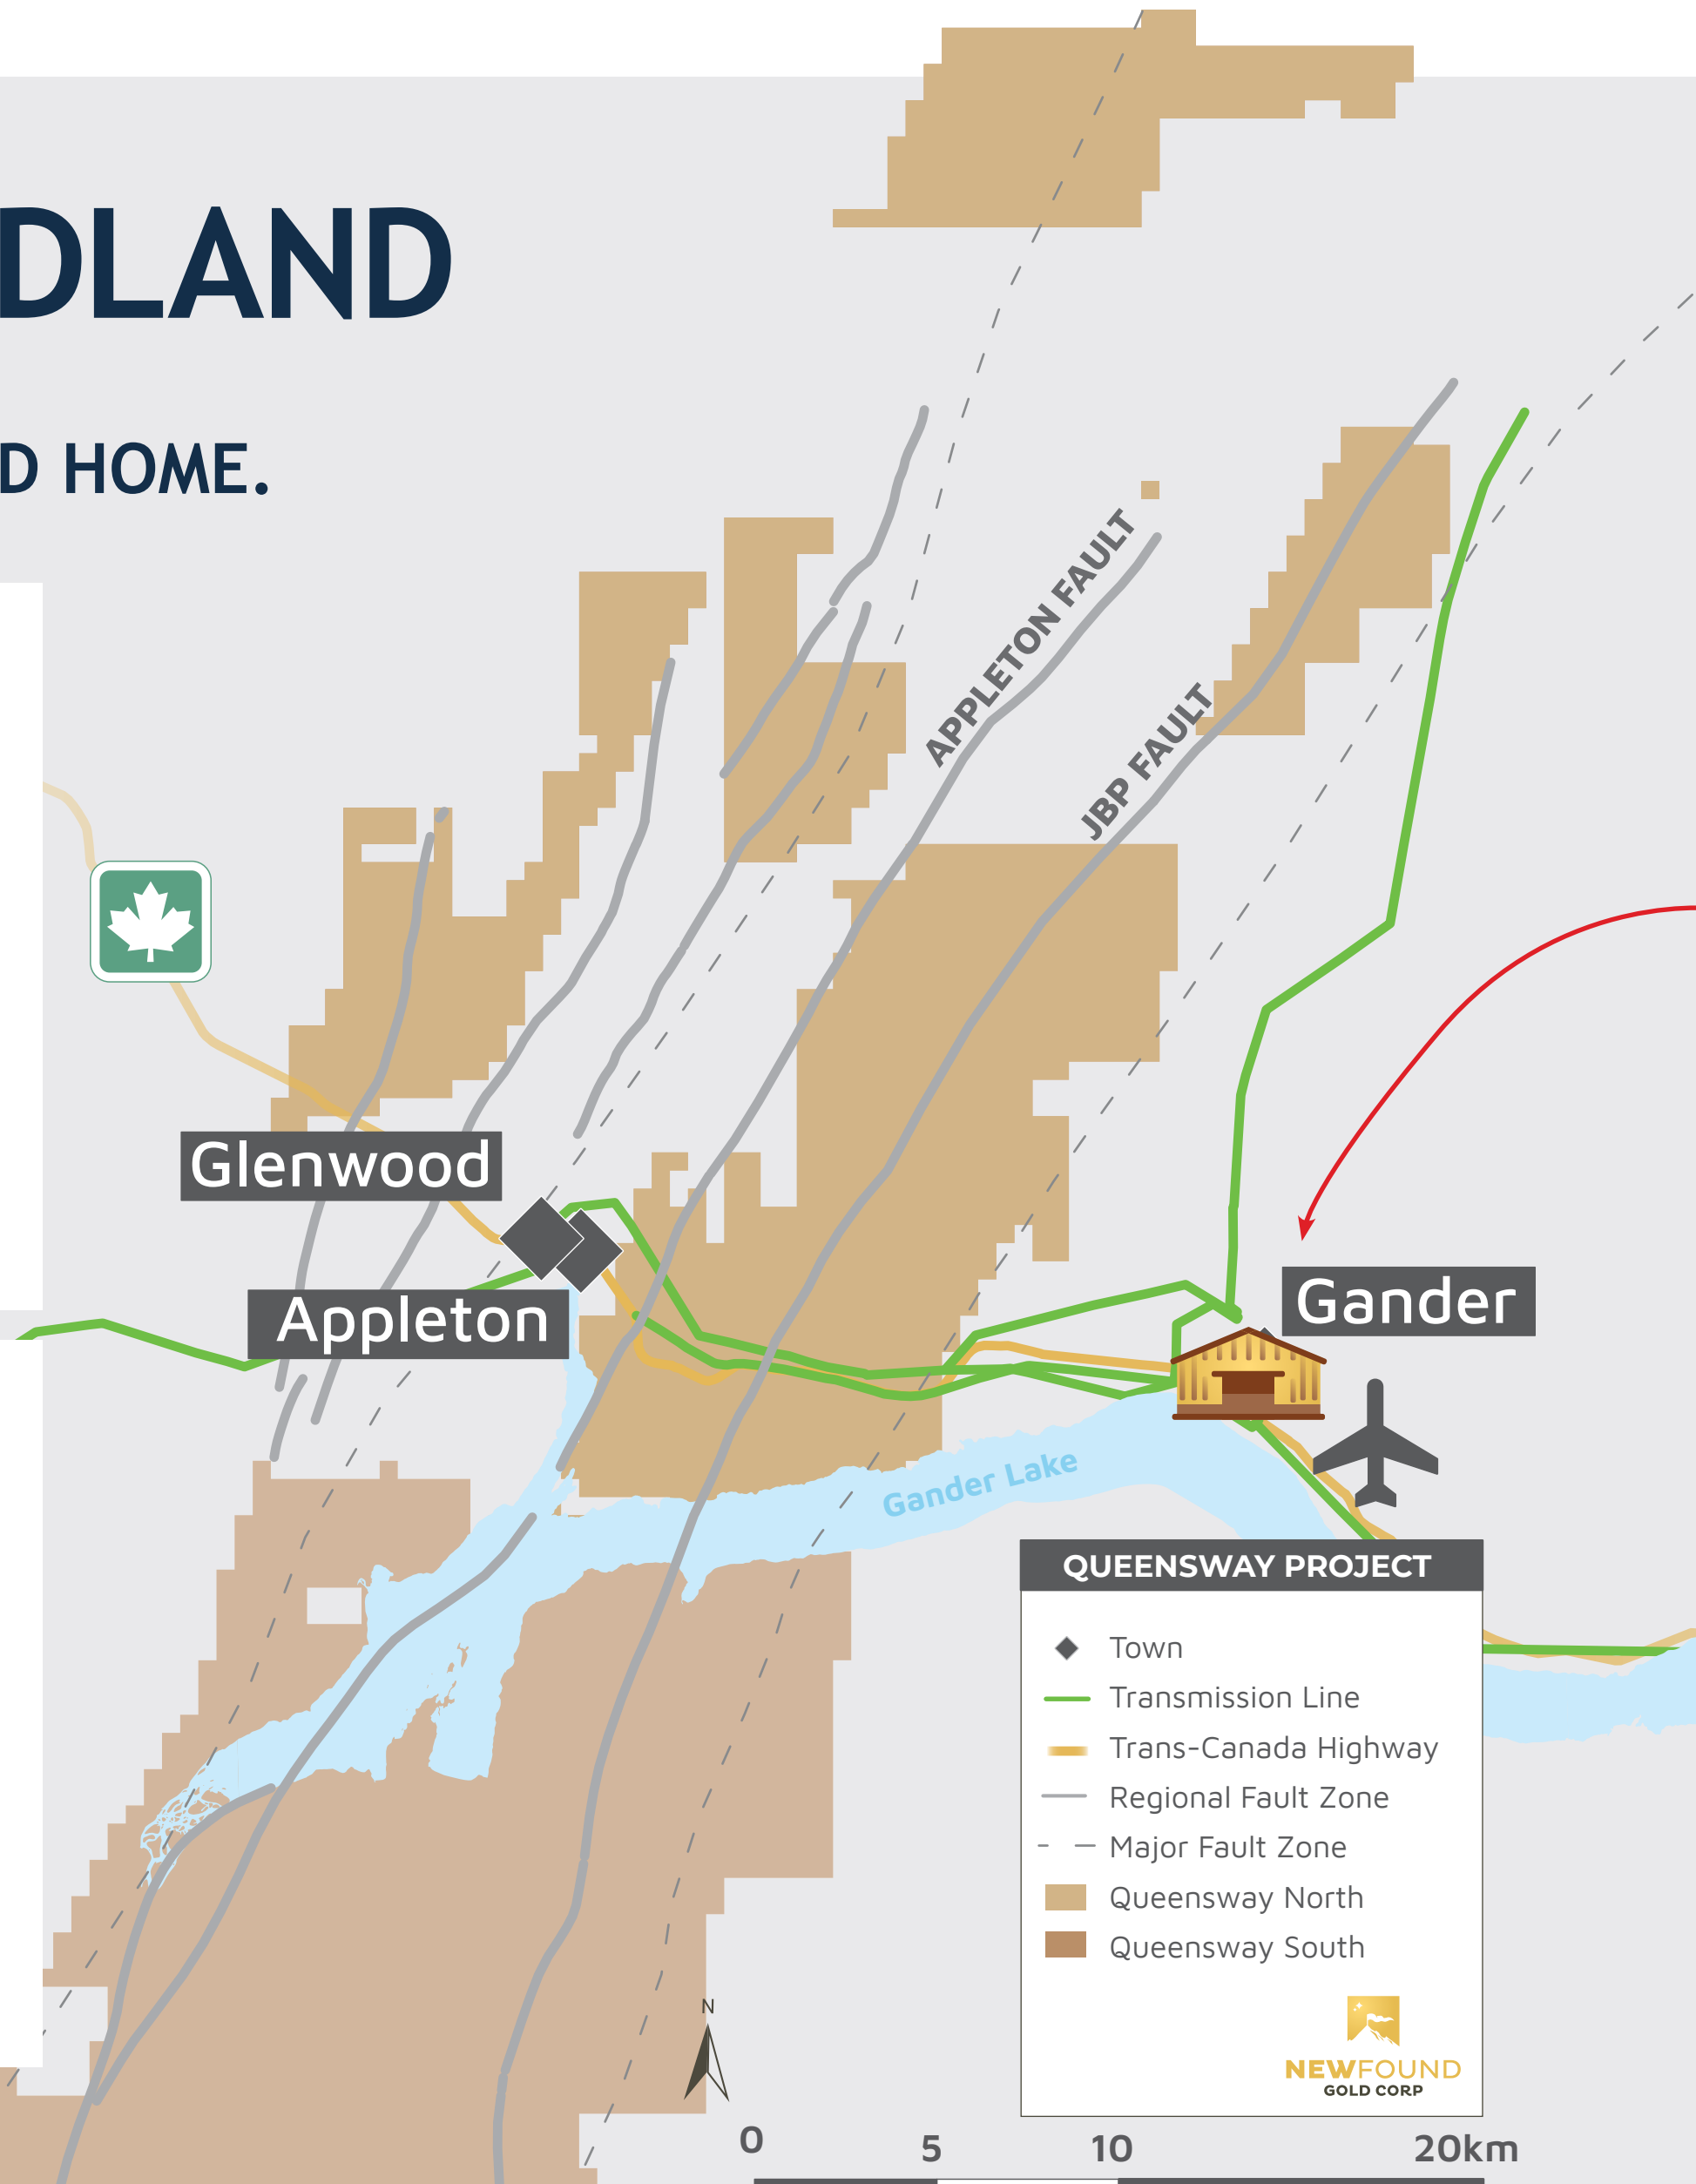 DLAND
D HOME.
APPLETON FAULT
JBP FAULT
Glenwood
Appleton
Gander
Gander Lake
QUEENSWAY PROJECT
Town
Transmission Line
Trans-Canada Highway
Regional Fault Zone
Major Fault Zone
Queensway North
Queensway South
NEWFOUND
GOLD CORP
N
0 5 10 20km